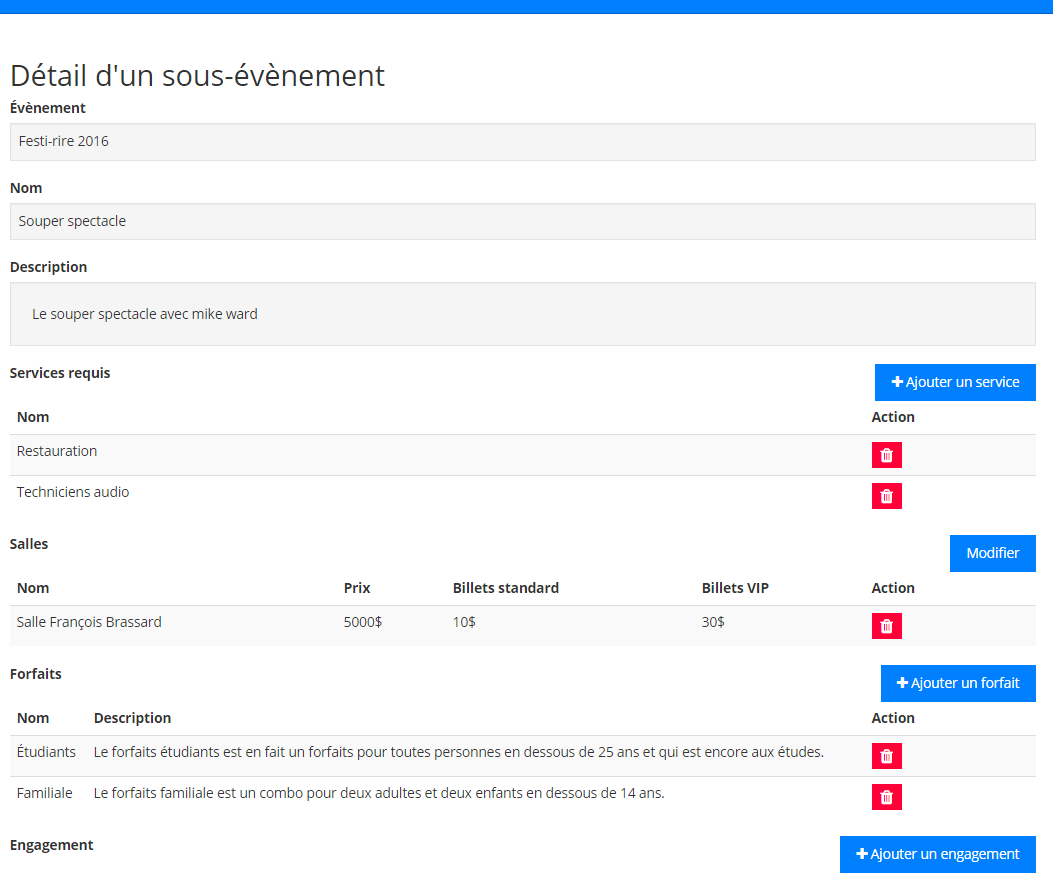 Détail d'un sous-évènement
Évènement
Festi-rire 2016
Nom
Souper spectacle
Description
Le souper spectacle avec mike ward
Services requis
Ajouter un service
Nom Action
Restauration
Techniciens audio
Salles
Modifier
Nom Prix Billets standard Billets VIP Action
Salle François Brassard 5000$ 10$ 30$
Forfaits
Ajouter un forfait
Nom Description Action
Étudiants Le forfaits étudiants est en fait un forfaits pour toutes personnes en dessous de 25 ans et qui est encore aux études.
Familiale Le forfaits familiale est un combo pour deux adultes et deux enfants en dessous de 14 ans.
Engagement
Ajouter un engagement